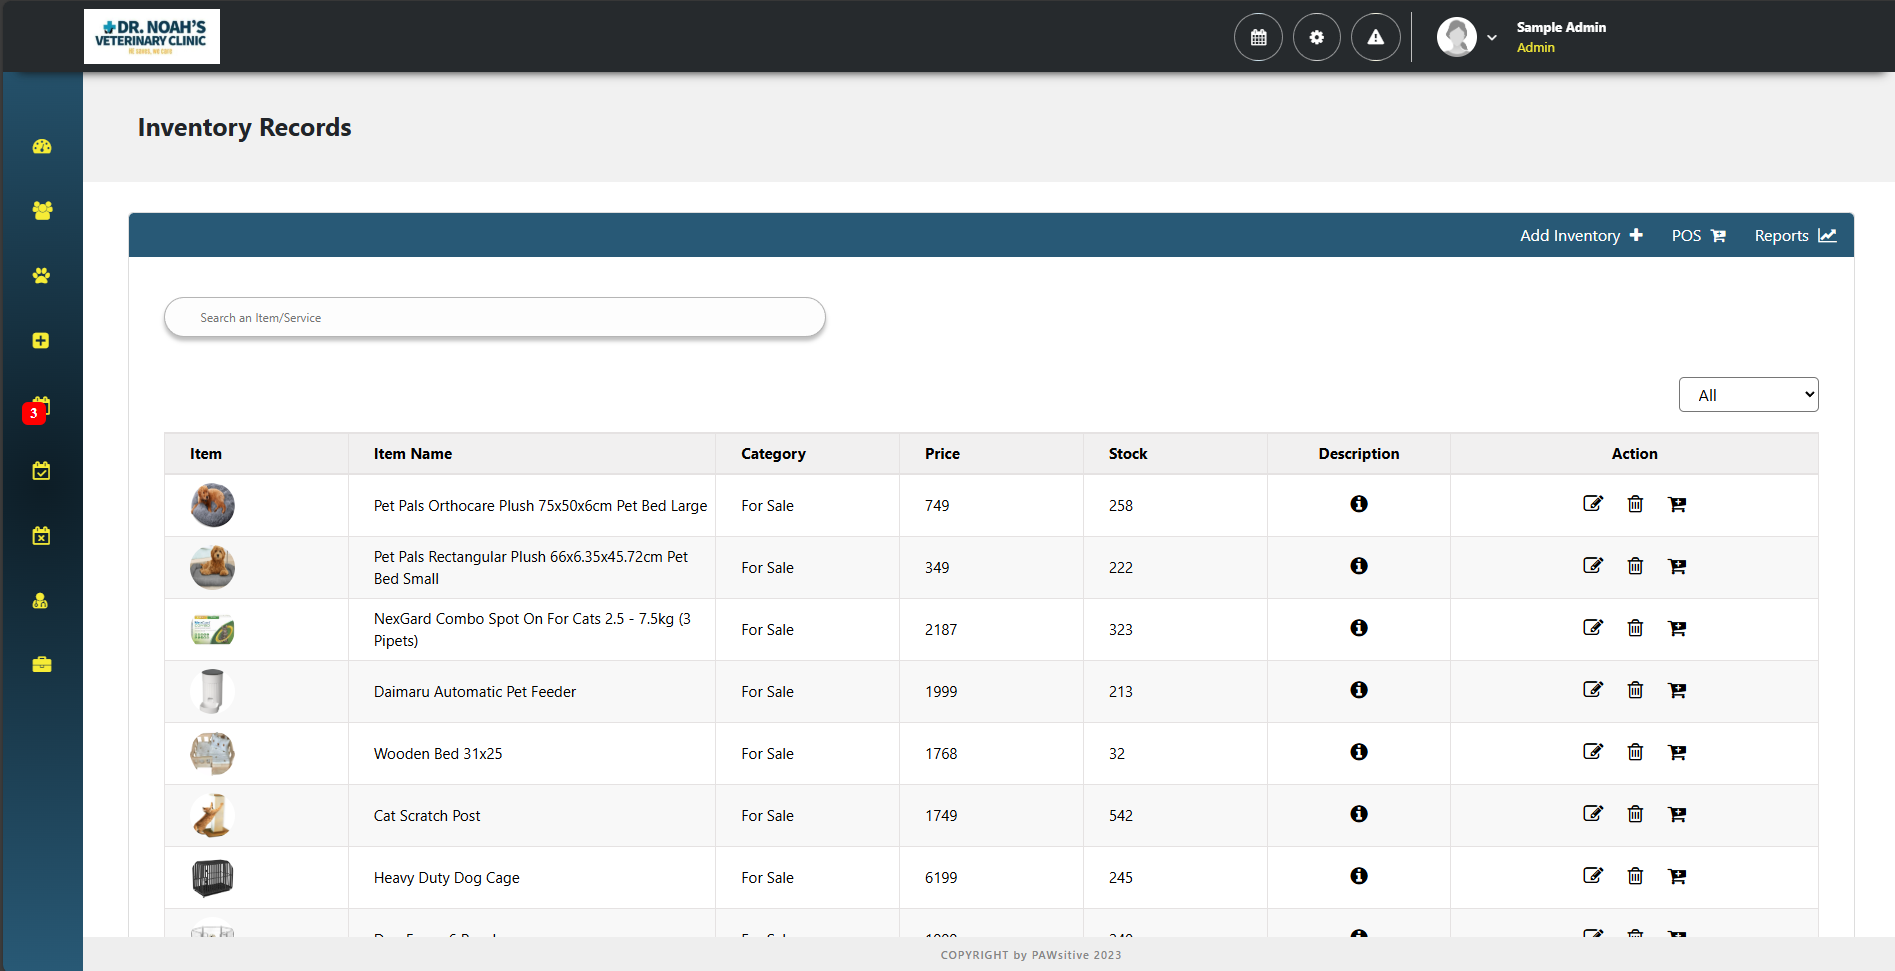 DR. NOAH'S
VETERINARY CLINIC
Sample Admin
Admin
Inventory Records
Add Inventory
POS
Reports
Search an Item/Service
3
All
Item Item Name Category Price Stock Description Action
Pet Pals Orthocare Plush 75x50x6cm Pet Bed Large For Sale 749 258
Pet Pals Rectangular Plush 66x6.35x45.72cm Pet
Bed Small For Sale 349 222
NexGard Combo Spot On For Cats 2.5 - 7.5kg (3
Pipets) For Sale 2187 323
Daimaru Automatic Pet Feeder For Sale 1999 213
Wooden Bed 31x25 For Sale 1768 32
Cat Scratch Post For Sale 1749 542
Heavy Duty Dog Cage For Sale 6199 245
COPYRIGHT by PAWsitive 2023